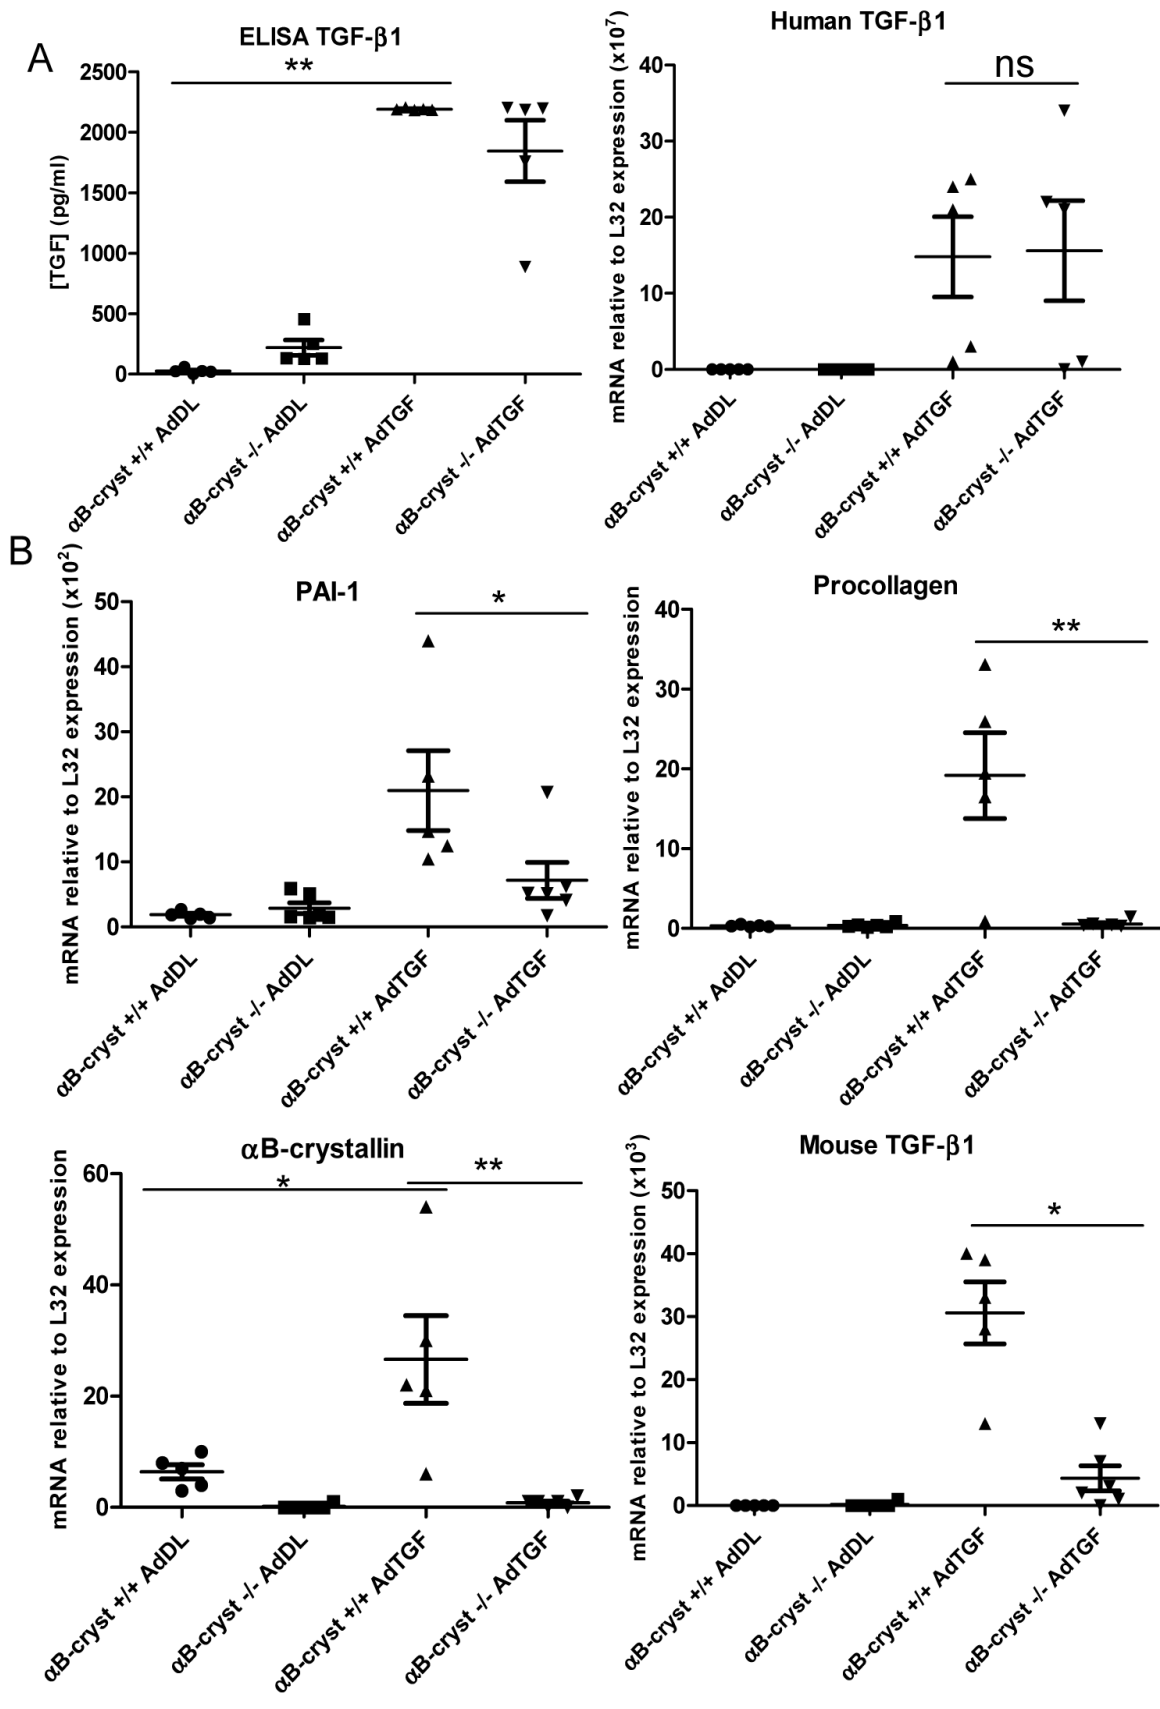 A
ELISA TGF-β1
**
[TGF] (pg/ml)
2500
2000
1500
1000
500
0
αB-cryst +/+ AdDL
αB-cryst -/- AdDL
αB-cryst +/+ AdTGF
αB-cryst -/- AdTGF
Human TGF-β1
ns
mRNA relative to L32 expression (x10⁷)
40
30
20
10
0
αB-cryst +/+ AdDL
αB-cryst -/- AdDL
αB-cryst +/+ AdTGF
αB-cryst -/- AdTGF
B
PAI-1
*
mRNA relative to L32 expression (x10²)
50
40
30
20
10
0
αB-cryst +/+ AdDL
αB-cryst -/- AdDL
αB-cryst +/+ AdTGF
αB-cryst -/- AdTGF
Procollagen
**
mRNA relative to L32 expression
40
30
20
10
0
αB-cryst +/+ AdDL
αB-cryst -/- AdDL
αB-cryst +/+ AdTGF
αB-cryst -/- AdTGF
αB-crystallin
*
**
mRNA relative to L32 expression
60
40
20
0
αB-cryst +/+ AdDL
αB-cryst -/- AdDL
αB-cryst +/+ AdTGF
αB-cryst -/- AdTGF
Mouse TGF-β1
*
mRNA relative to L32 expression (x10³)
50
40
30
20
10
0
αB-cryst +/+ AdDL
αB-cryst -/- AdDL
αB-cryst +/+ AdTGF
αB-cryst -/- AdTGF